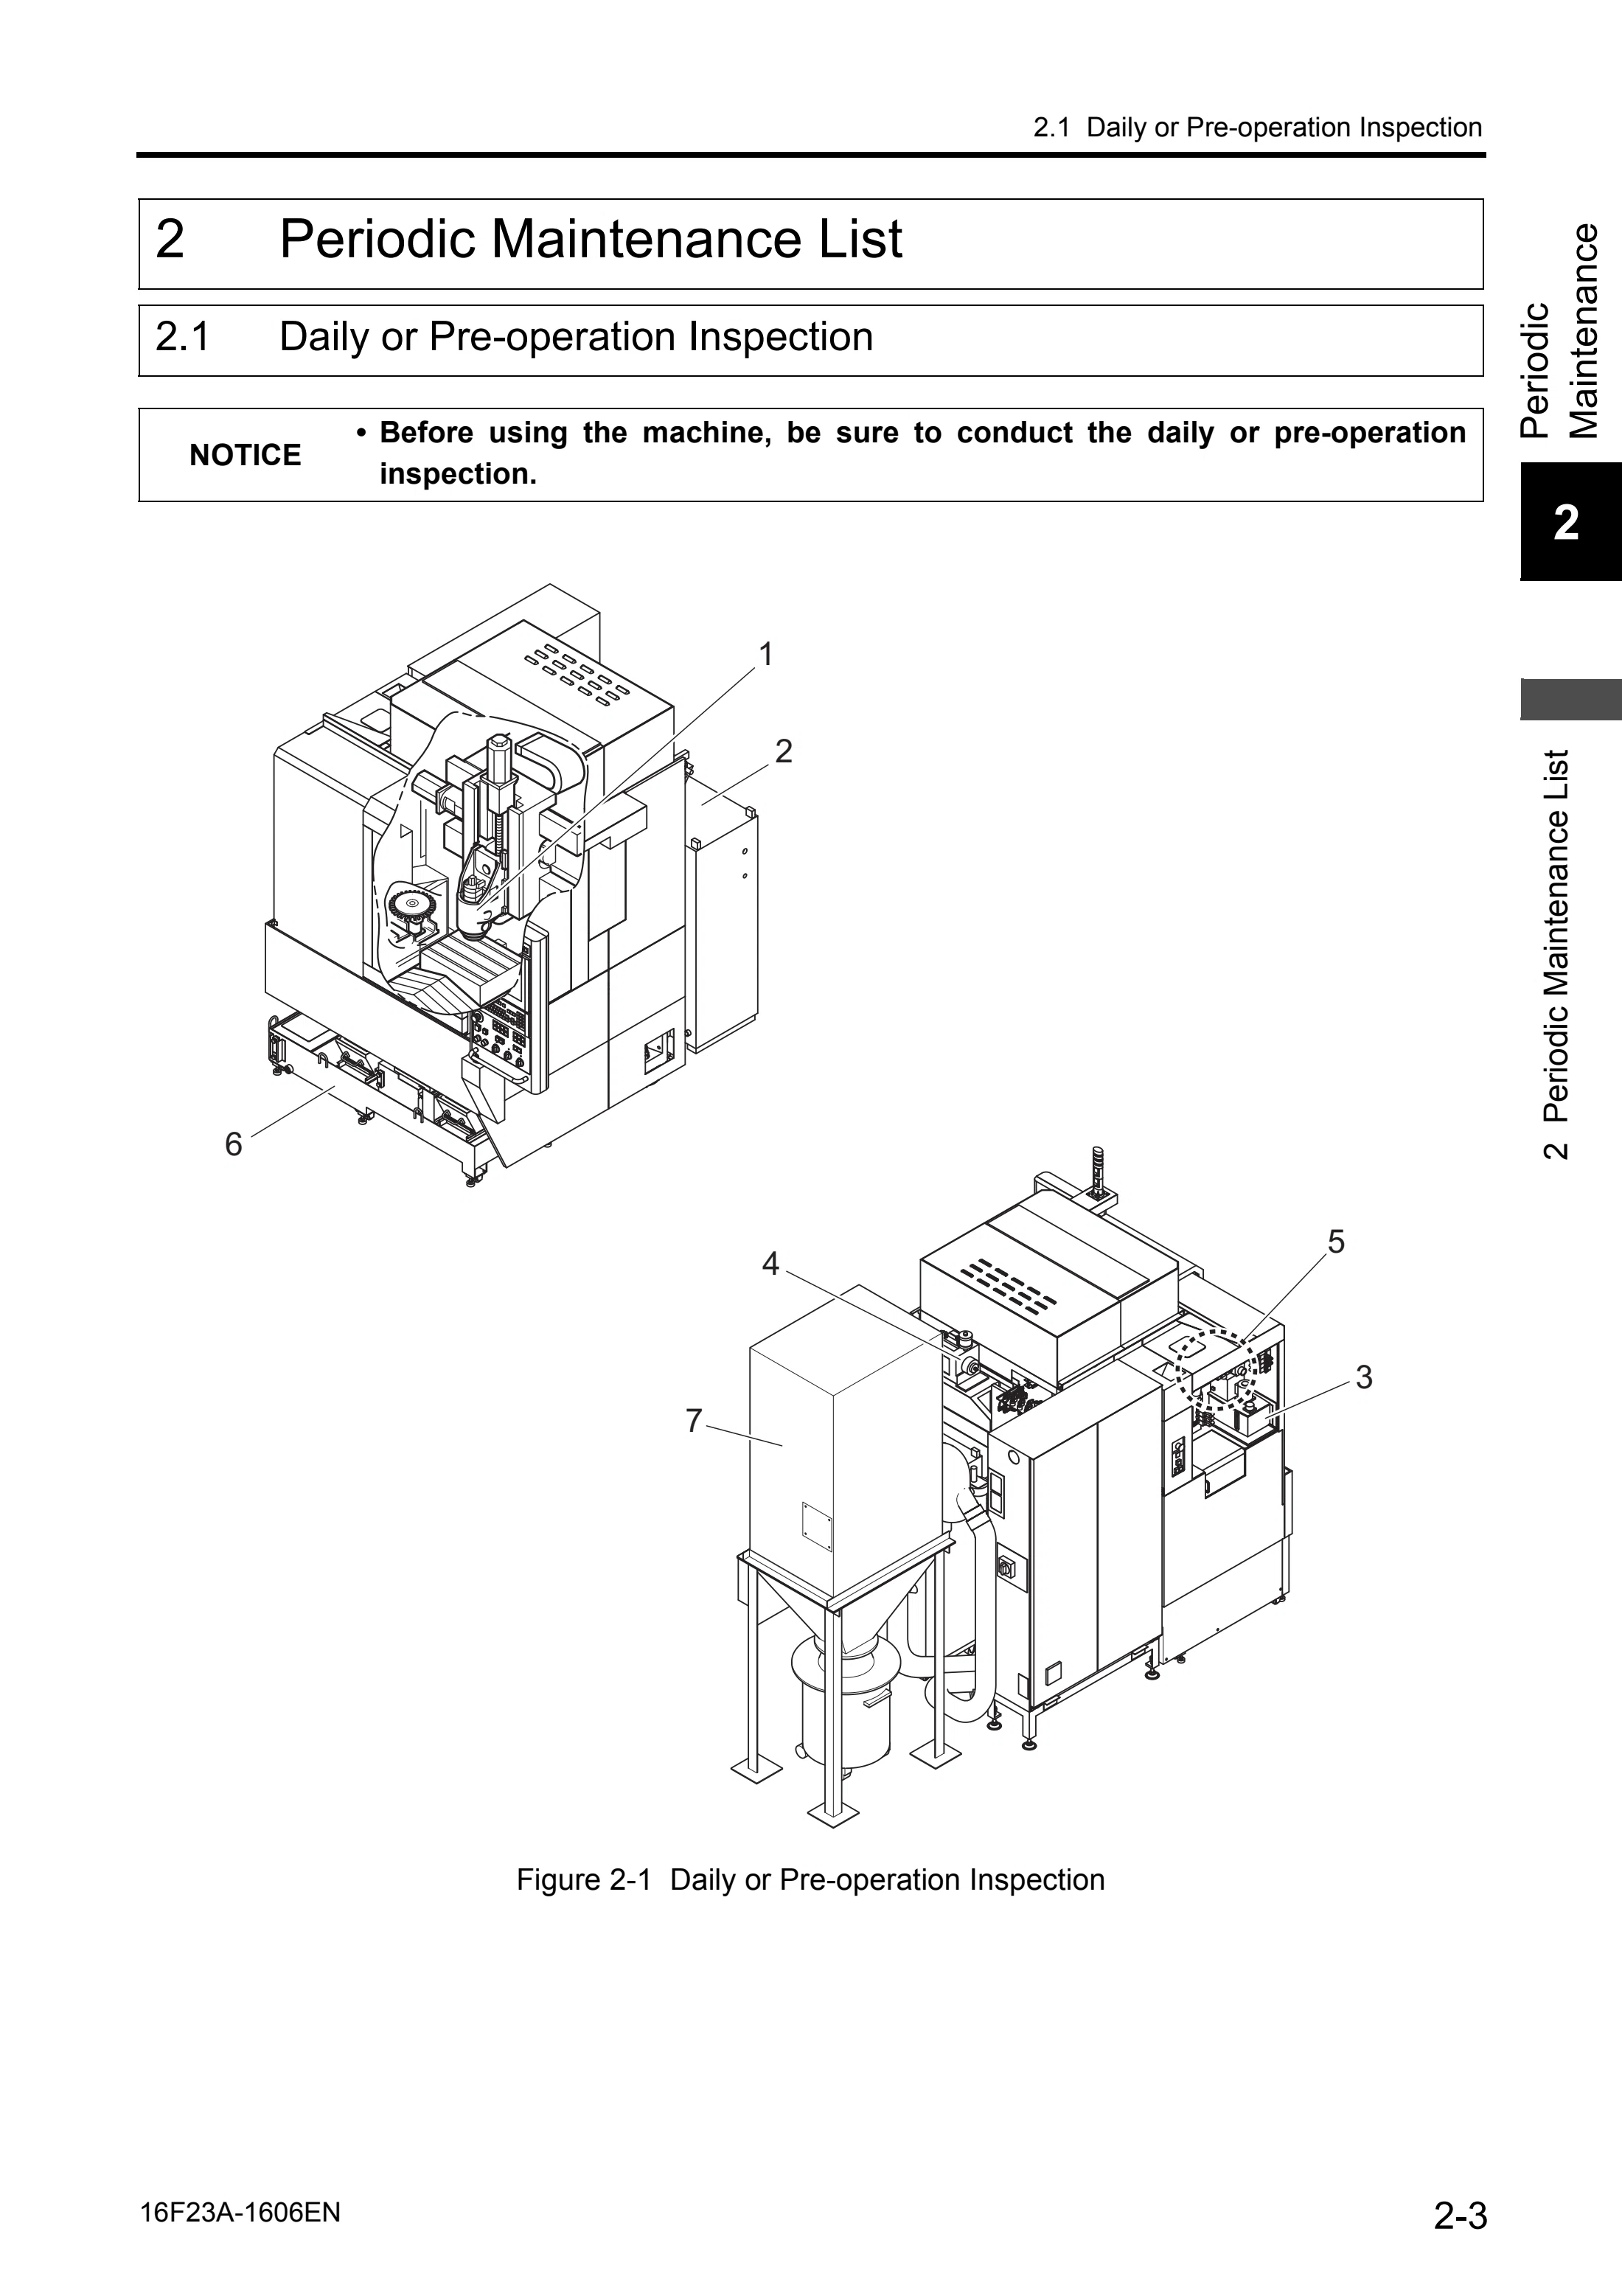 2.1 Daily or Pre-operation Inspection
2 Periodic Maintenance List
2.1 Daily or Pre-operation Inspection
NOTICE
• Before using the machine, be sure to conduct the daily or pre-operation
inspection.
1
2
6
4
5
3
7
Figure 2-1 Daily or Pre-operation Inspection
16F23A-1606EN
2-3
Periodic
Maintenance
2
2 Periodic Maintenance List